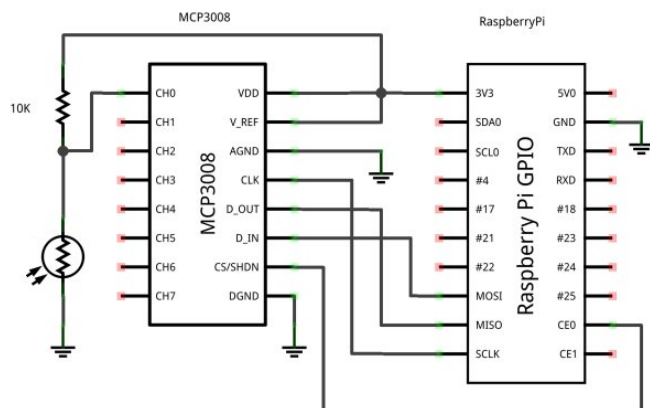 MCP3008
RaspberryPi
10K
CH0
CH1
CH2
CH3
CH4
CH5
CH6
CH7
MCP3008
VDD
V_REF
AGND
CLK
D_OUT
D_IN
CS/SHDN
DGND
3V3
SDA0
SCL0
#4
#17
#21
#22
MOSI
MISO
SCLK
Raspberry Pi GPIO
5V0
GND
TXD
RXD
#18
#23
#24
#25
CE0
CE1